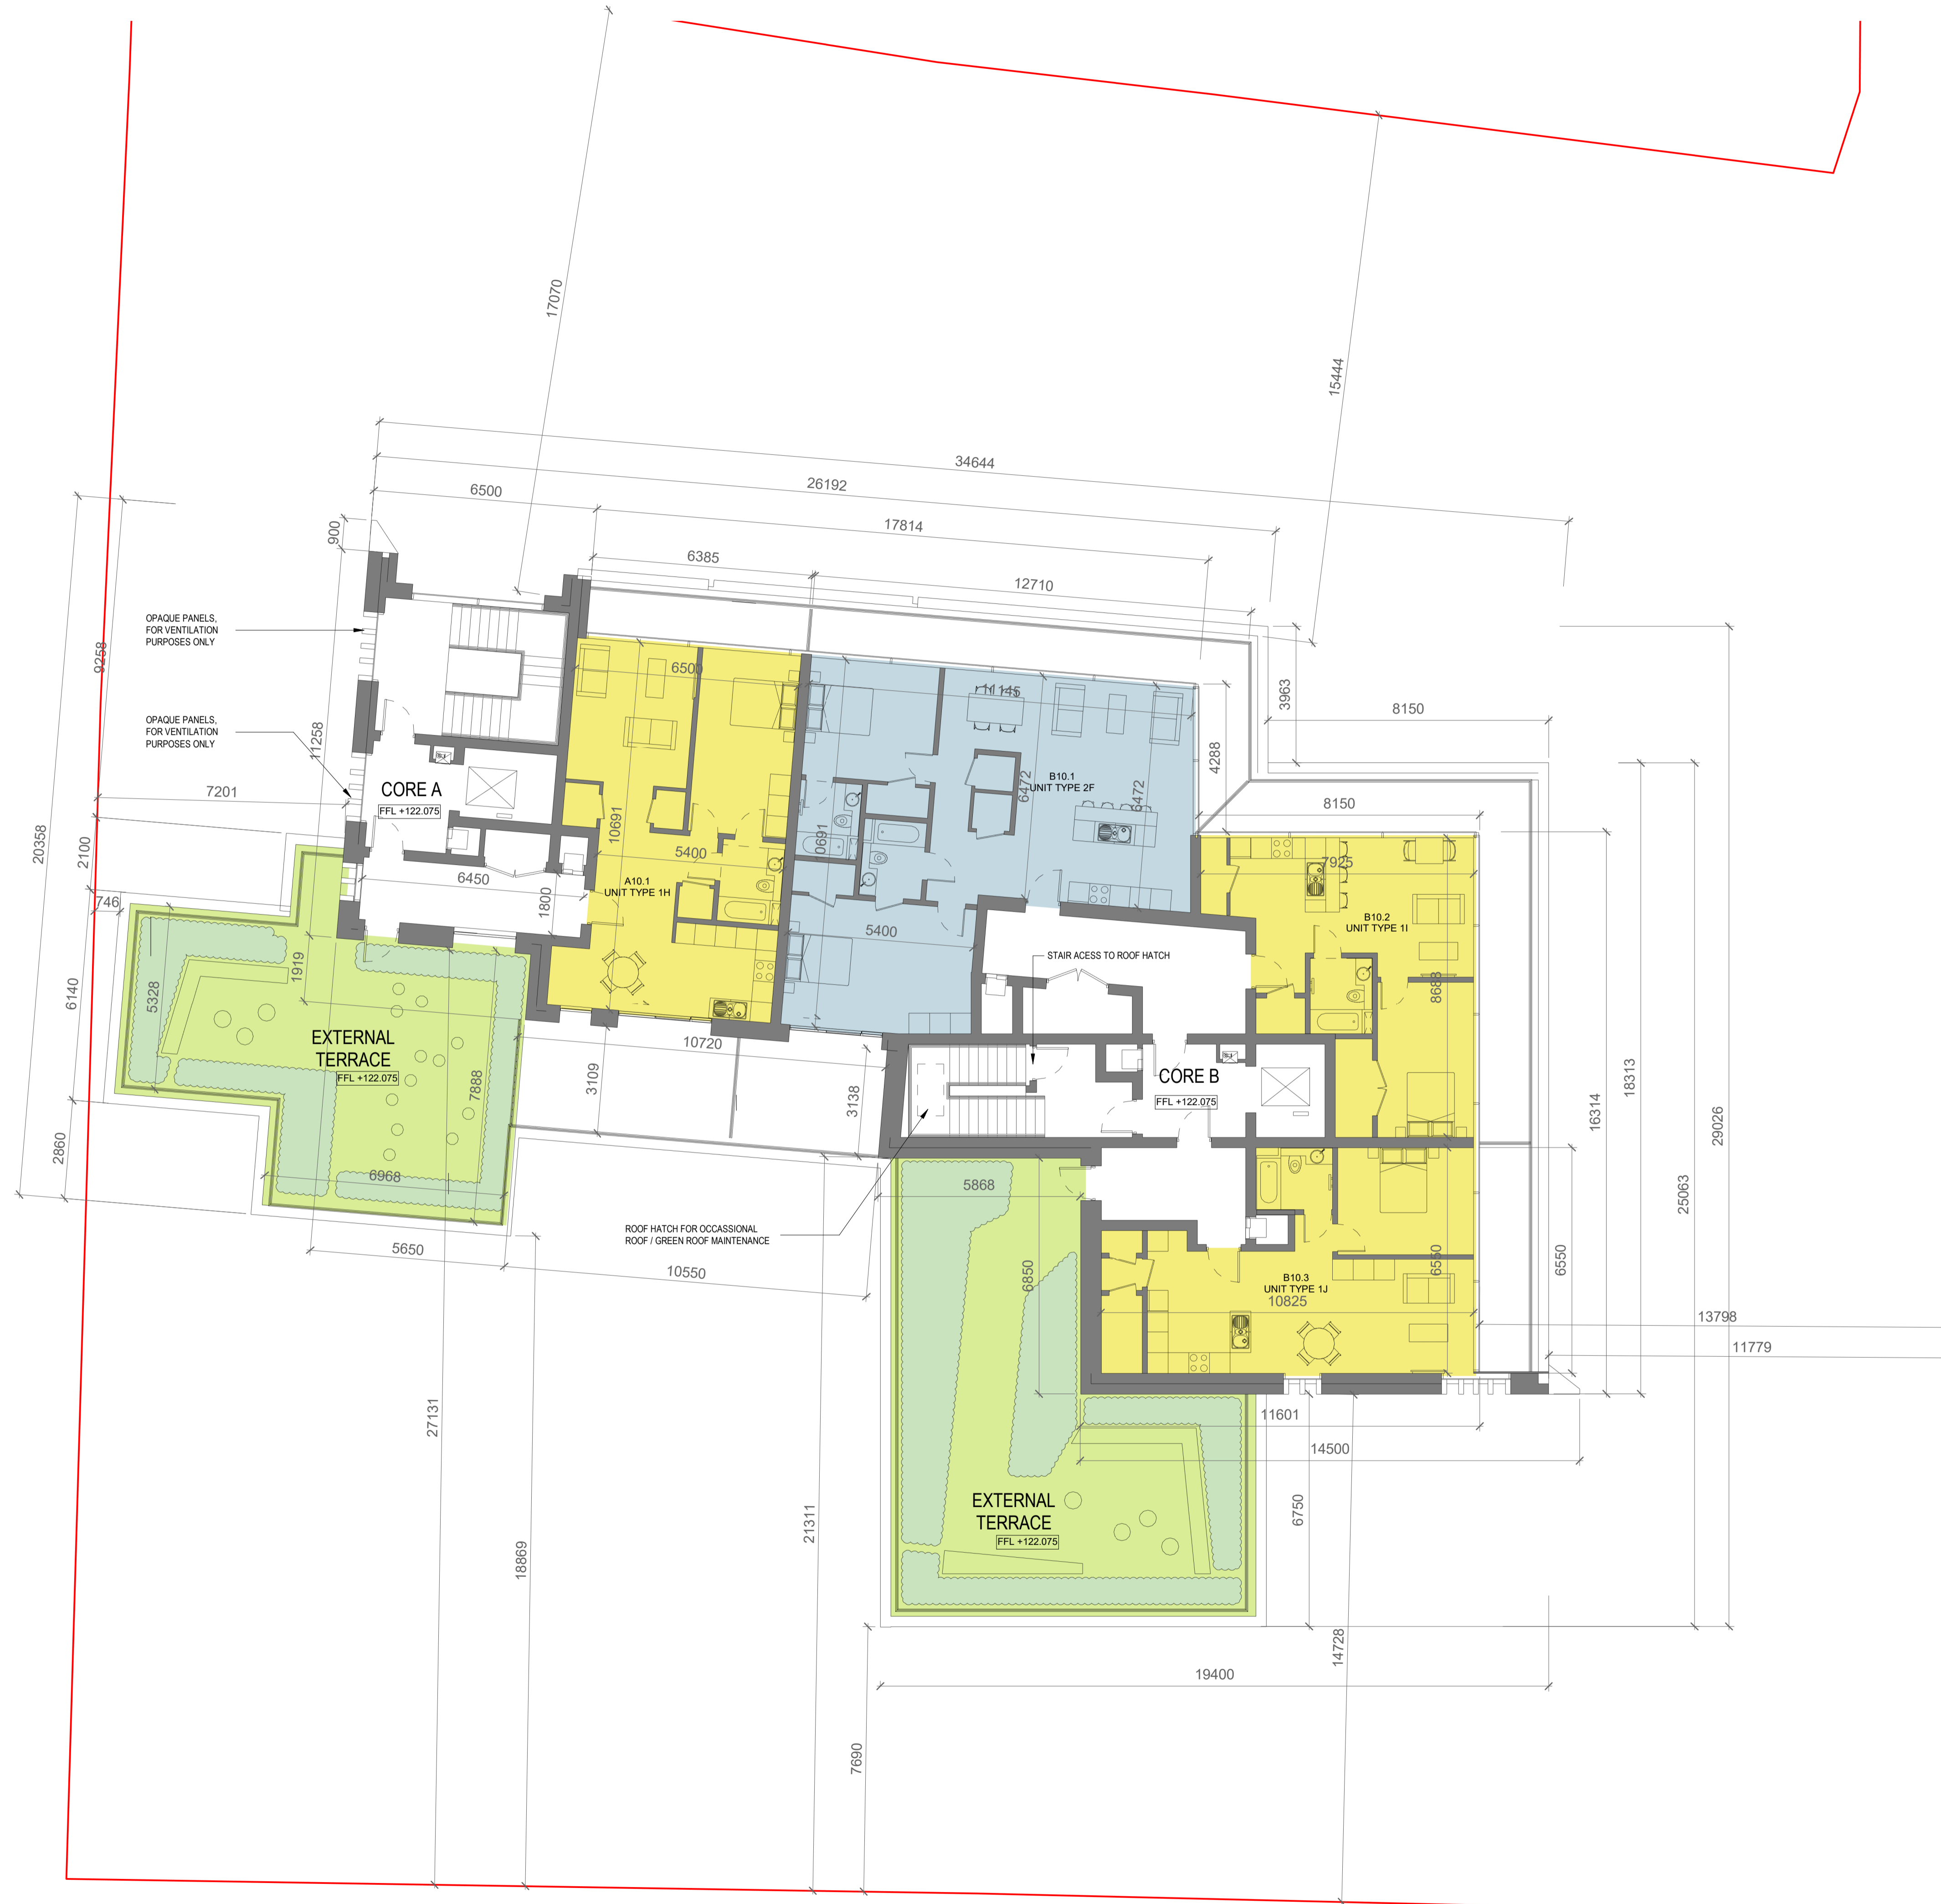 17070
15444
34644
26192
6500
17814
900
6385
12710
OPAQUE PANELS,
FOR VENTILATION
PURPOSES ONLY
9258
3963
8150
6500
11145
OPAQUE PANELS,
FOR VENTILATION
PURPOSES ONLY
11258
4288
B10.1
UNIT TYPE 2F
6472
6472
CORE A
FFL +122.075
7201
8150
20358
2100
10691
0691
7925
5400
6450
A10.1
UNIT TYPE 1H
1800
746
B10.2
UNIT TYPE 1I
5400
STAIR ACESS TO ROOF HATCH
1919
6140
5328
8683
EXTERNAL
TERRACE
FFL +122.075
10720
7888
3109
3138
CORE B
FFL +122.075
16314
18313
29026
2860
6968
5868
25063
ROOF HATCH FOR OCCASSIONAL
ROOF / GREEN ROOF MAINTENANCE
5650
10550
6850
6550
6550
B10.3
UNIT TYPE 1J
10825
13798
11779
27131
11601
14500
EXTERNAL
TERRACE
FFL +122.075
6750
21311
18869
14728
19400
7690